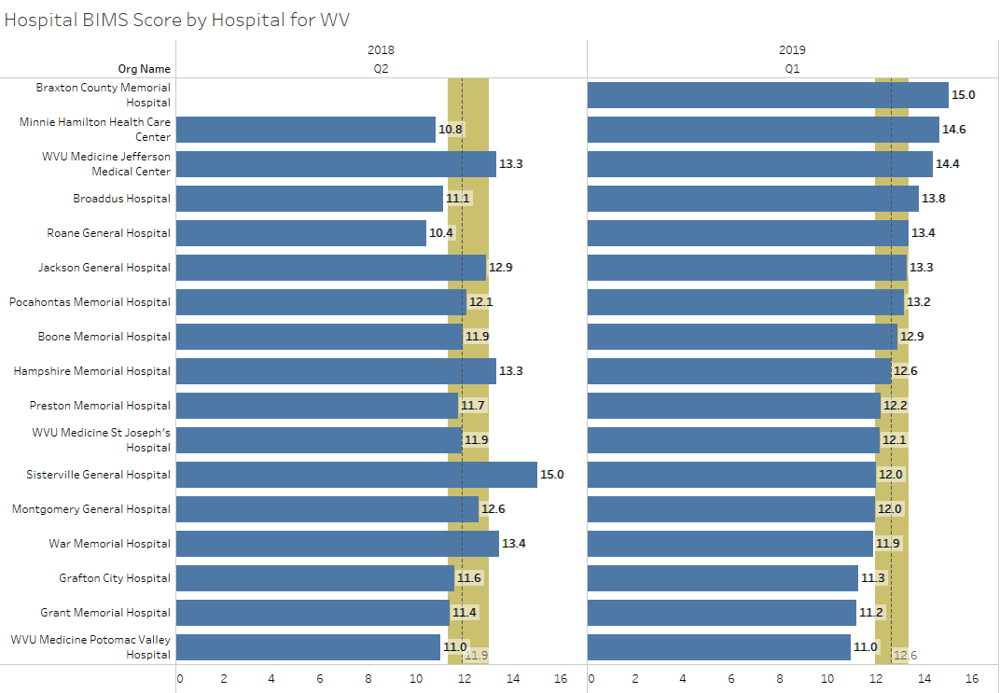 Hospital BIMS Score by Hospital for WV
2018
2019
Org Name
Q2
Q1
Braxton County Memorial
Hospital
15.0
Minnie Hamilton Health Care
Center
10.8
14.6
WVU Medicine Jefferson
Medical Center
13.3
14.4
Broaddus Hospital
11.1
13.8
Roane General Hospital
10.4
13.4
Jackson General Hospital
12.9
13.3
Pocahontas Memorial Hospital
12.1
13.2
Boone Memorial Hospital
11.9
12.9
Hampshire Memorial Hospital
13.3
12.6
Preston Memorial Hospital
11.7
12.2
WVU Medicine St Joseph's
Hospital
11.9
12.1
Sisterville General Hospital
15.0
12.0
Montgomery General Hospital
12.6
12.0
War Memorial Hospital
13.4
11.9
Grafton City Hospital
11.6
11.3
Grant Memorial Hospital
11.4
11.2
WVU Medicine Potomac Valley
Hospital
11.0
11.9
11.0
12.6
0 2 4 6 8 10 12 14 16
0 2 4 6 8 10 12 14 16